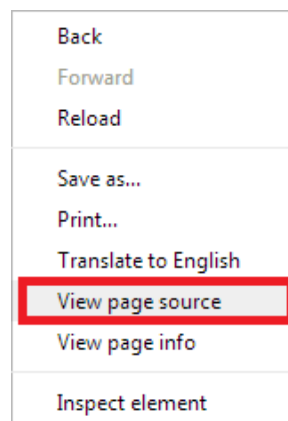 Back
Forward
Reload
Save as...
Print...
Translate to English
View page source
View page info
Inspect element